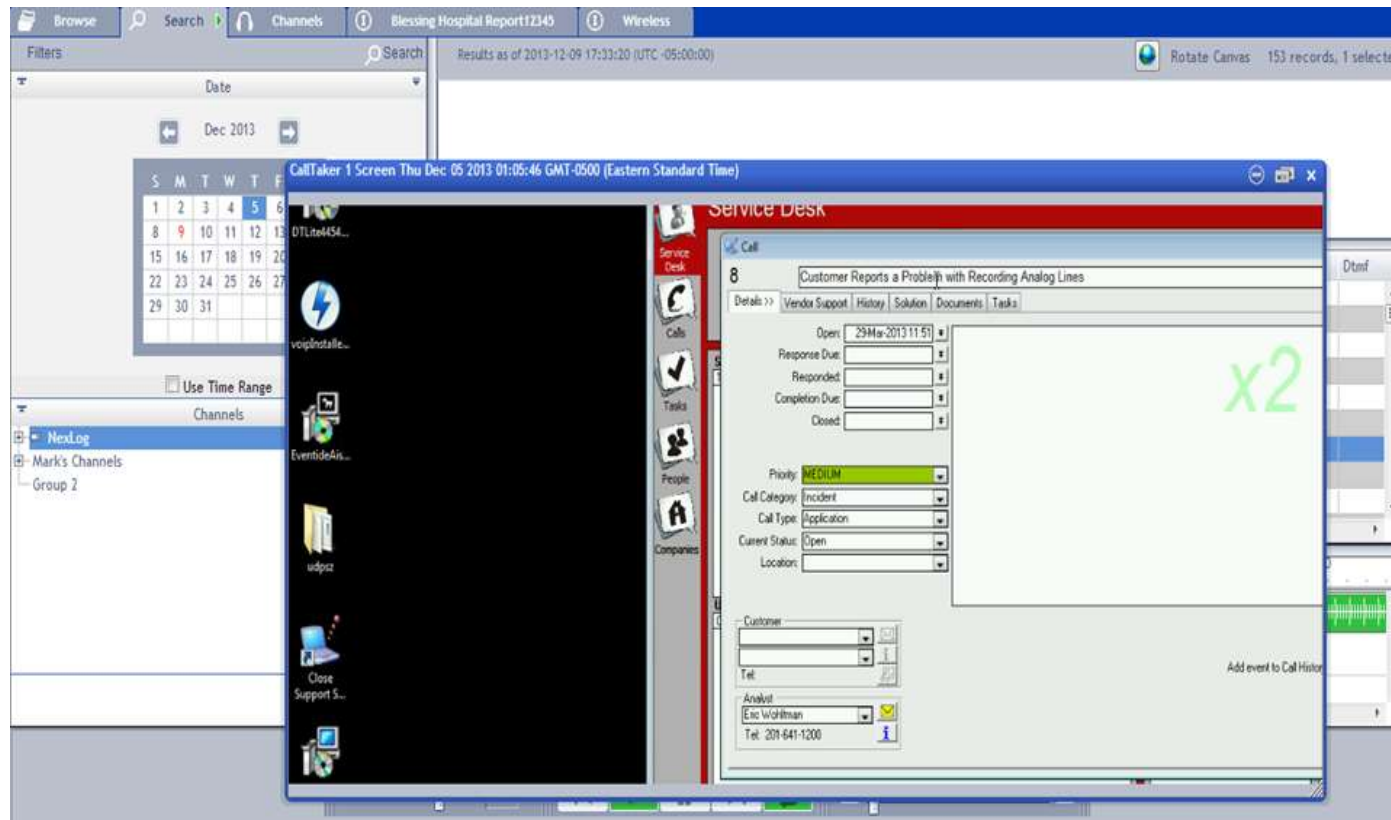 Browse Search Channels Blessing Hospital Report12345 Wireless
Filters Search Results as of 2013-12-09 17:33:20 (UTC -05:00:00) Rotate Canvas 153 records, 1 selecte
Date
Dec 2013
S M T W T F
1 2 3 4 5 6
8 9 10 11 12 13
15 16 17 18 19 20
22 23 24 25 26 27
29 30 31
Use Time Range
Channels
NexLog
Mark's Channels
Group 2
CallTaker 1 Screen Thu Dec 05 2013 01:05:46 GMT-0500 (Eastern Standard Time)
DTLite4454...
voipInstalle...
EventideAis...
udpsz
Close
Support S...
Service
Desk
Calls
Tasks
People
Companies
Service Desk
Call
8 Customer Reports a Problem with Recording Analog Lines
Details >> Vendor Support History Solution Documents Tasks
Open: 29-Mar-2013 11:51
Response Due:
Responded:
Completion Due:
Closed:
x2
Priority: MEDIUM
Call Category: Incident
Call Type: Application
Current Status: Open
Location:
Customer
Tel:
Add event to Call Histor
Analyst
Eric Wohltman
Tel: 201-641-1200
Dtmf